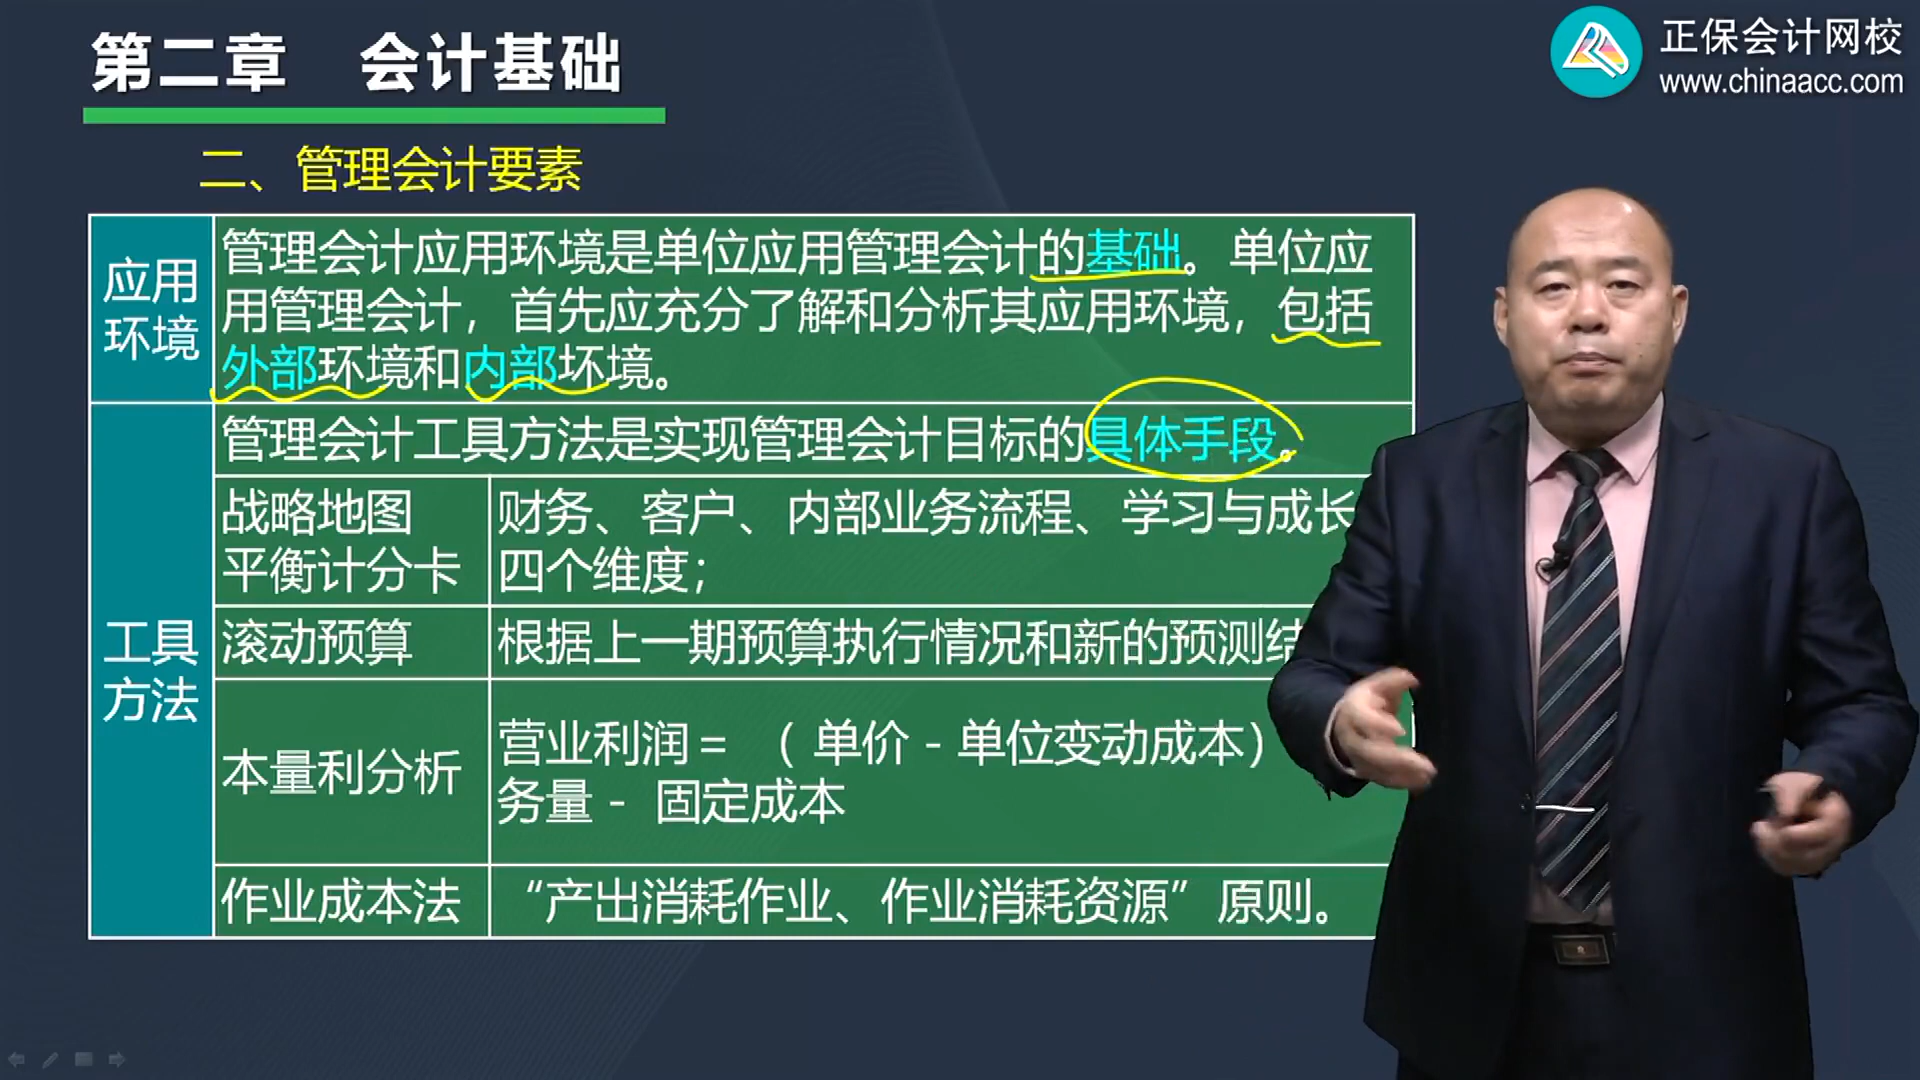 第二章 会计基础
正保会计网校
www.chinaacc.com
二、管理会计要素
应用
环境
管理会计应用环境是单位应用管理会计的基础。单位应
用管理会计，首先应充分了解和分析其应用环境，包括
外部环境和内部坏境。
工具
方法
管理会计工具方法是实现管理会计目标的具体手段。
战略地图
平衡计分卡
财务、客户、内部业务流程、学习与成长
四个维度；
滚动预算
根据上一期预算执行情况和新的预测结
本量利分析
营业利润＝ （ 单价－单位变动成本）
务量－ 固定成本
作业成本法
“产出消耗作业、作业消耗资源”原则。